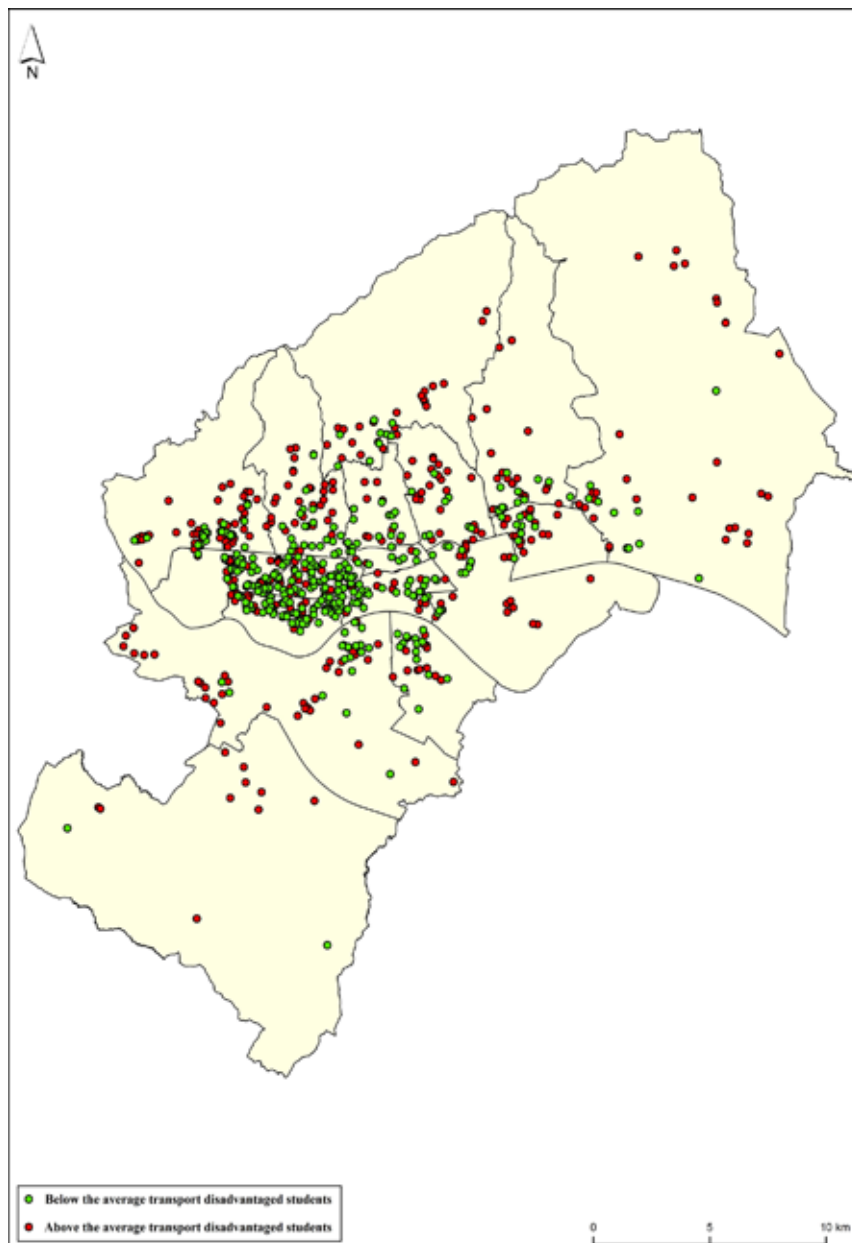 N
Below the average transport disadvantaged students
Above the average transport disadvantaged students
0 5 10 km